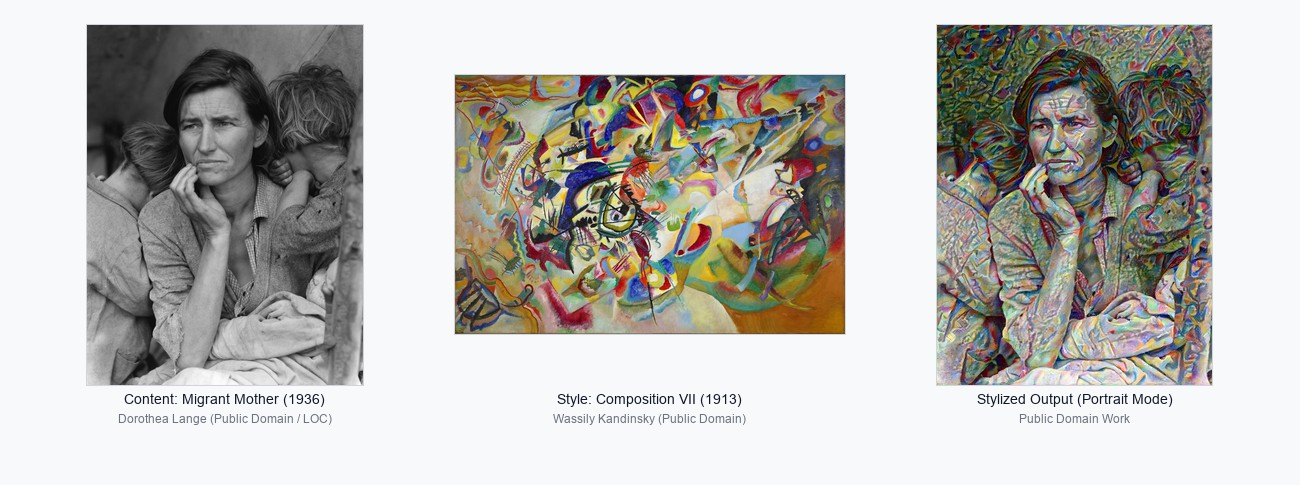 Content: Migrant Mother (1936)
Dorothea Lange (Public Domain / LOC)
Style: Composition VII (1913)
Wassily Kandinsky (Public Domain)
Stylized Output (Portrait Mode)
Public Domain Work